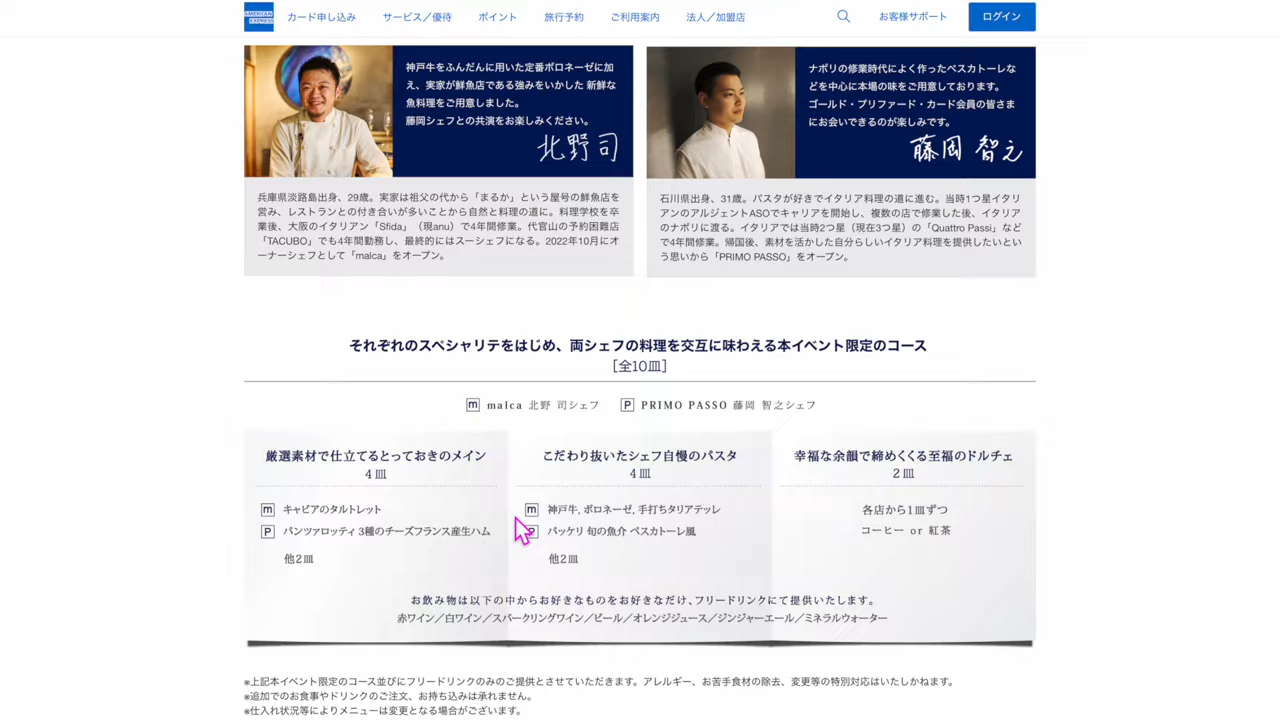 AMERICAN
EXPRESS
カード申し込み サービス／優待 ポイント 旅行予約 ご利用案内 法人／加盟店 お客様サポート ログイン
神戸牛をふんだんに用いた定番ボロネーゼに加
え、実家が鮮魚店である強みをいかした 新鮮な
魚料理をご用意しました。
藤岡シェフとの共演をお楽しみください。
北野司
兵庫県淡路島出身、29歳。実家は祖父の代から「まるか」という屋号の鮮魚店を
営み、レストランとの付き合いが多いことから自然と料理の道に。料理学校を卒
業後、大阪のイタリアン「Sfida」（現anu）で4年間修業。代官山の予約困難店
「TACUBO」でも4年間勤務し、最終的にはスーシェフになる。2022年10月にオ
ーナーシェフとして「malca」をオープン。
ナポリの修業時代によく作ったペスカトーレな
どを中心に本場の味をご用意しております。
ゴールド・プリファード・カード会員の皆さま
にお会いできるのが楽しみです。
藤岡 智之
石川県出身、31歳。パスタが好きでイタリア料理の道に進む。当時1つ星イタリ
アンのアルジェントASOでキャリアを開始し、複数の店で修業した後、イタリア
のナポリに渡る。イタリアでは当時2つ星（現在3つ星）の「Quattro Passi」など
で4年間修業。帰国後、素材を活かした自分らしいイタリア料理を提供したいとい
う思いから「PRIMO PASSO」をオープン。
それぞれのスペシャリテをはじめ、両シェフの料理を交互に味わえる本イベント限定のコース
［全10皿］
m malca 北野 司シェフ P PRIMO PASSO 藤岡 智之シェフ
厳選素材で仕立てるとっておきのメイン
4皿
m キャビアのタルトレット
P パンツァロッティ 3種のチーズフランス産生ハム
他2皿
こだわり抜いたシェフ自慢のパスタ
4皿
m 神戸牛, ボロネーゼ, 手打ちタリアテッレ
P パッケリ 旬の魚介 ペスカトーレ風
他2皿
幸福な余韻で締めくくる至福のドルチェ
2皿
各店から1皿ずつ
コーヒー or 紅茶
お飲み物は以下の中からお好きなものをお好きなだけ、フリードリンクにて提供いたします。
赤ワイン／白ワイン／スパークリングワイン／ビール／オレンジジュース／ジンジャーエール／ミネラルウォーター
※上記本イベント限定のコース並びにフリードリンクのみのご提供とさせていただきます。アレルギー、お苦手食材の除去、変更等の特別対応はいたしかねます。
※追加でのお食事やドリンクのご注文、お持ち込みは承れません。
※仕入れ状況等によりメニューは変更となる場合がございます。